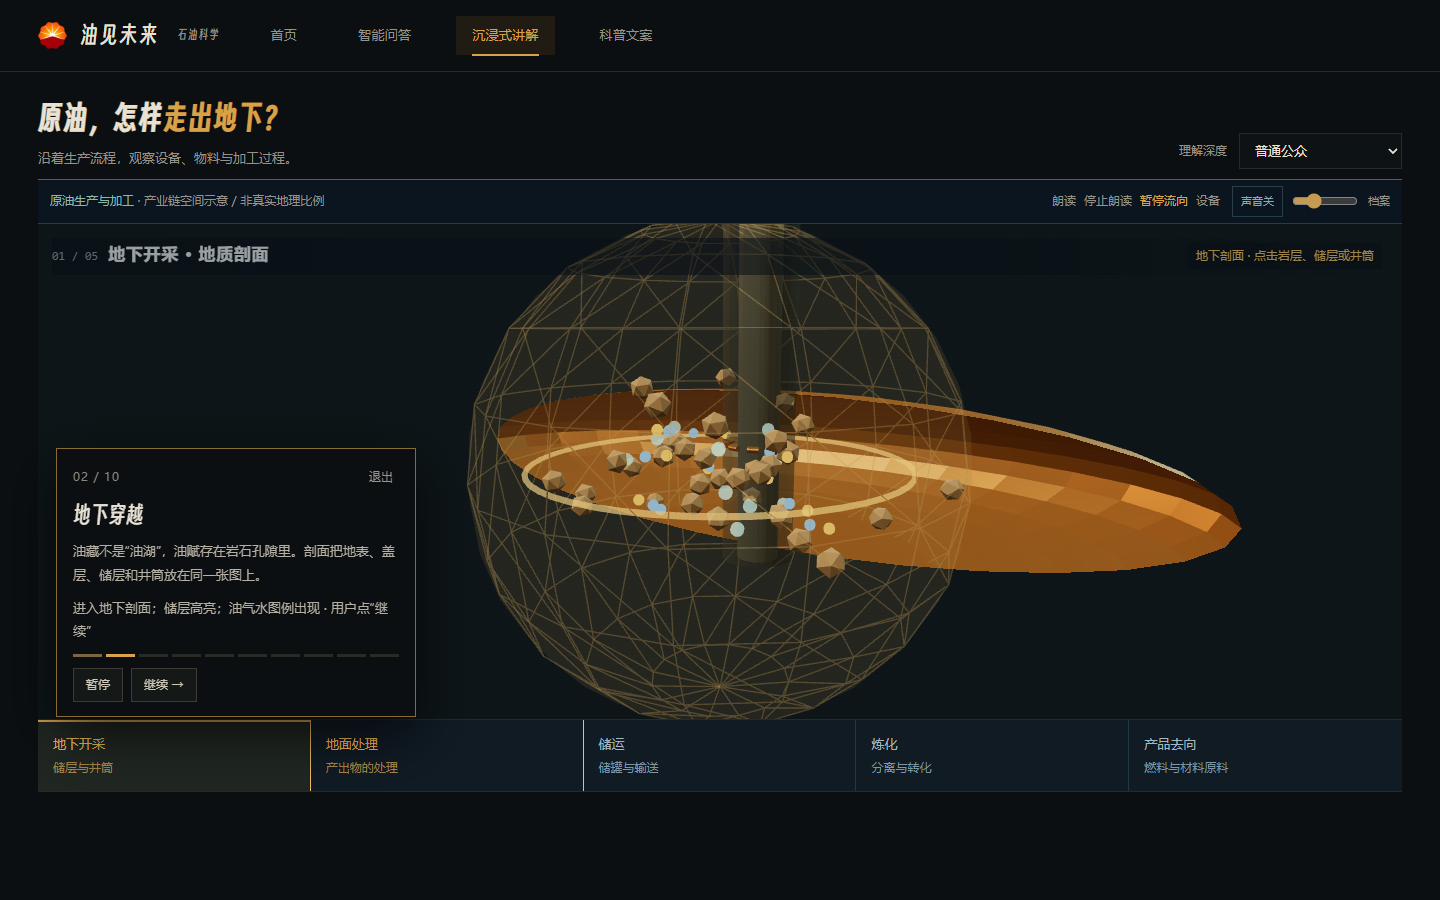 油见未来
石油科学
首页
智能问答
沉浸式讲解
科普文案
原油，怎样走出地下？
沿着生产流程，观察设备、物料与加工过程。
理解深度
普通公众
原油生产与加工 · 产业链空间示意 / 非真实地理比例
朗读 停止朗读 暂停流向 设备 声音关 档案
01 / 05 地下开采 • 地质剖面
地下剖面 · 点击岩层、储层或井筒
02 / 10
退出
地下穿越
油藏不是“油湖”，油赋存在岩石孔隙里。剖面把地表、盖
层、储层和井筒放在同一张图上。
进入地下剖面；储层高亮；油气水图例出现 · 用户点“继
续”
暂停
继续 →
地下开采
储层与井筒
地面处理
产出物的处理
储运
储罐与输送
炼化
分离与转化
产品去向
燃料与材料原料